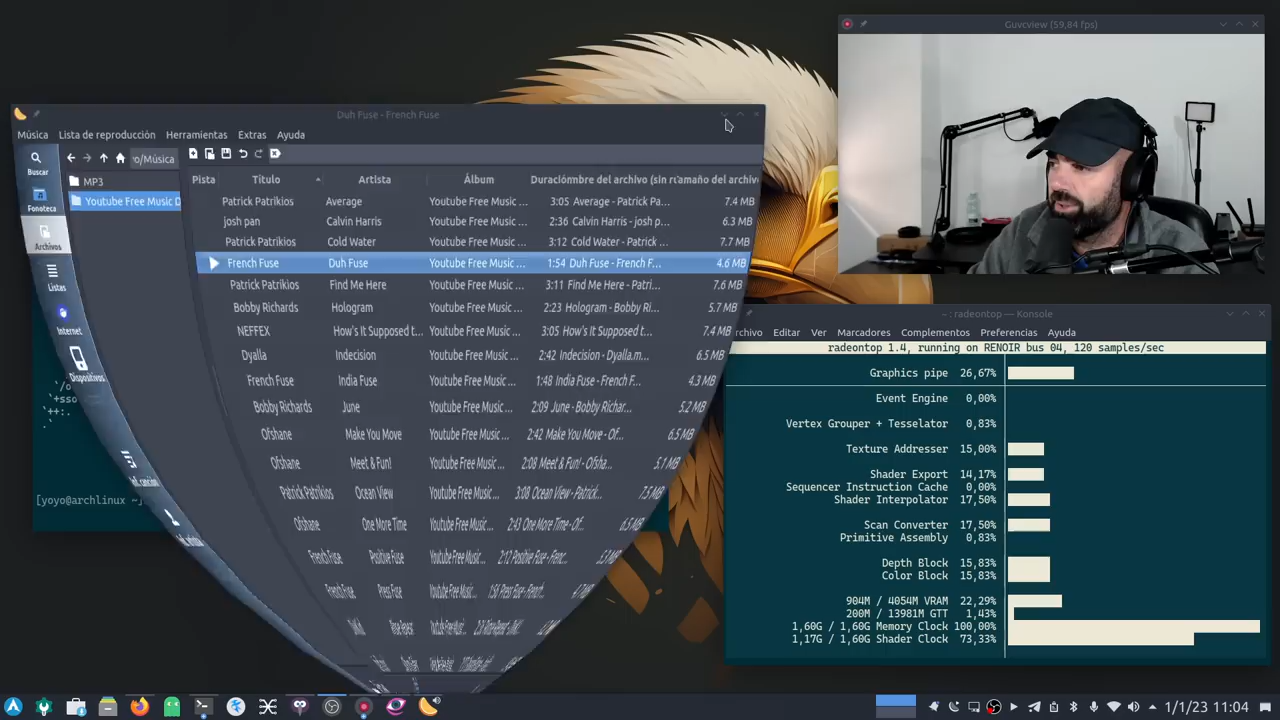 Guvcview (59,84 fps)
Duh Fuse - French Fuse
Música Lista de reproducción Herramientas Extras Ayuda
Buscar
Fonoteca
Archivos
Listas
Internet
Dispositivos
ro/Música
MP3
Youtube Free Music D
Pista Título Artista Álbum Duració
Patrick Patrikios Average Youtube Free Music ... 3:05 Average - Patrick Pa... 7.4 MB
josh pan Calvin Harris Youtube Free Music ... 2:36 Calvin Harris - josh p... 6.3 MB
Patrick Patrikios Cold Water Youtube Free Music ... 3:12 Cold Water - Patrick ... 7.7 MB
French Fuse Duh Fuse Youtube Free Music ... 1:54 Duh Fuse - French F... 4.6 MB
Patrick Patrikios Find Me Here Youtube Free Music ... 3:11 Find Me Here - Patri... 7.6 MB
Bobby Richards Hologram Youtube Free Music ... 2:23 Hologram - Bobby Ri... 5.7 MB
NEFFEX How's It Supposed t... Youtube Free Music ... 3:05 How's It Supposed t... 7.4 MB
Dyalla Indecision Youtube Free Music ... 2:42 Indecision - Dyalla.m... 6.5 MB
French Fuse India Fuse Youtube Free Music ... 1:48 India Fuse - French F... 4.3 MB
Bobby Richards June Youtube Free Music ... 2:09 June - Bobby Richar... 5.2 MB
Ofshane Make You Move Youtube Free Music ... 2:42 Make You Move - Of... 6.5 MB
Ofshane Meet & Fun! Youtube Free Music ... 2:08 Meet & Fun! - Ofsha... 5.1 MB
Patrick Patrikios Ocean View Youtube Free Music ... 3:08 Ocean View - Patrick... 7.5 MB
Ofshane One More Time Youtube Free Music... 2:43 One More Time - Of... 6.5 MB
French Fuse Positive Fuse Youtube Free Music... 2:12 Positive Fuse - Frenc...
French Fuse Press Fuse Youtube Free Music...
[yoyo@archlinux ~
~ : radeontop — Konsole
rchivo Editar Ver Marcadores Complementos Preferencias Ayuda
radeontop 1.4, running on RENOIR bus 04, 120 samples/sec
Graphics pipe 26,67%
Event Engine 0,00%
Vertex Grouper + Tesselator 0,83%
Texture Addresser 15,00%
Shader Export 14,17%
Sequencer Instruction Cache 0,00%
Shader Interpolator 17,50%
Scan Converter 17,50%
Primitive Assembly 0,83%
Depth Block 15,83%
Color Block 15,83%
904M / 4054M VRAM 22,29%
200M / 13981M GTT 1,43%
1,60G / 1,60G Memory Clock 100,00%
1,17G / 1,60G Shader Clock 73,33%
1/1/23 11:04